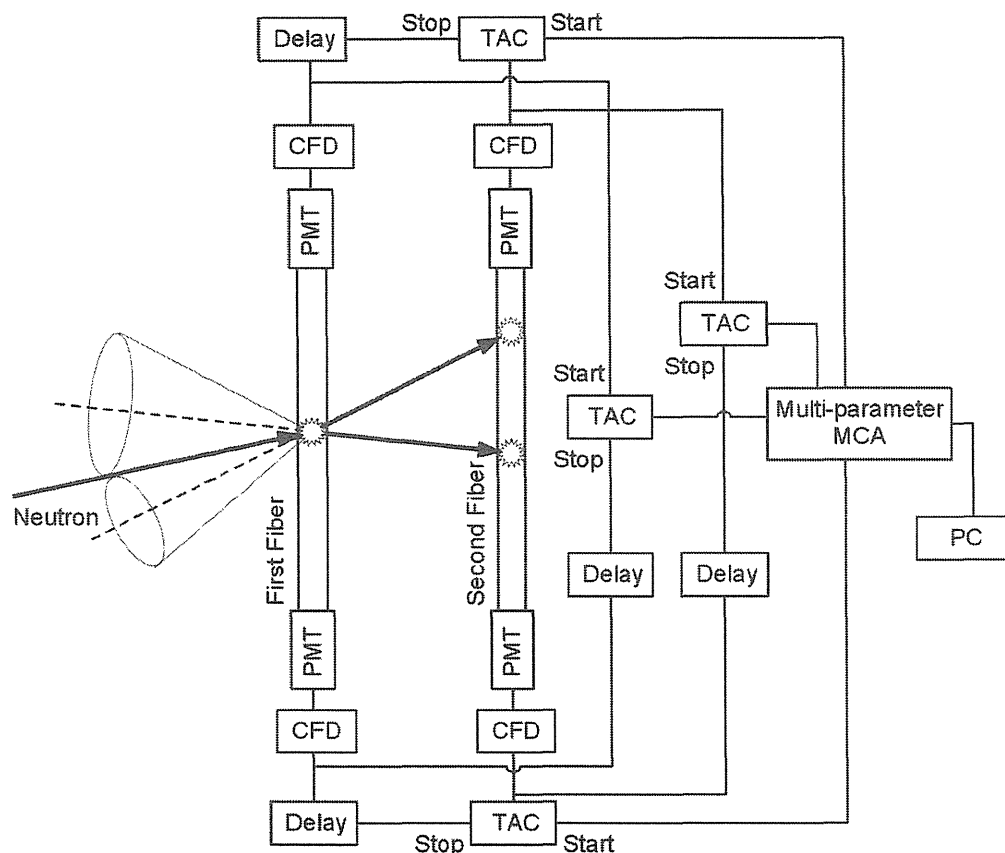 Delay
Stop
TAC
Start
CFD
CFD
PMT
PMT
Start
TAC
Stop
Start
TAC
Stop
Multi-parameter
MCA
Neutron
First Fiber
Second Fiber
PC
Delay
Delay
PMT
PMT
CFD
CFD
Delay
Stop
TAC
Start